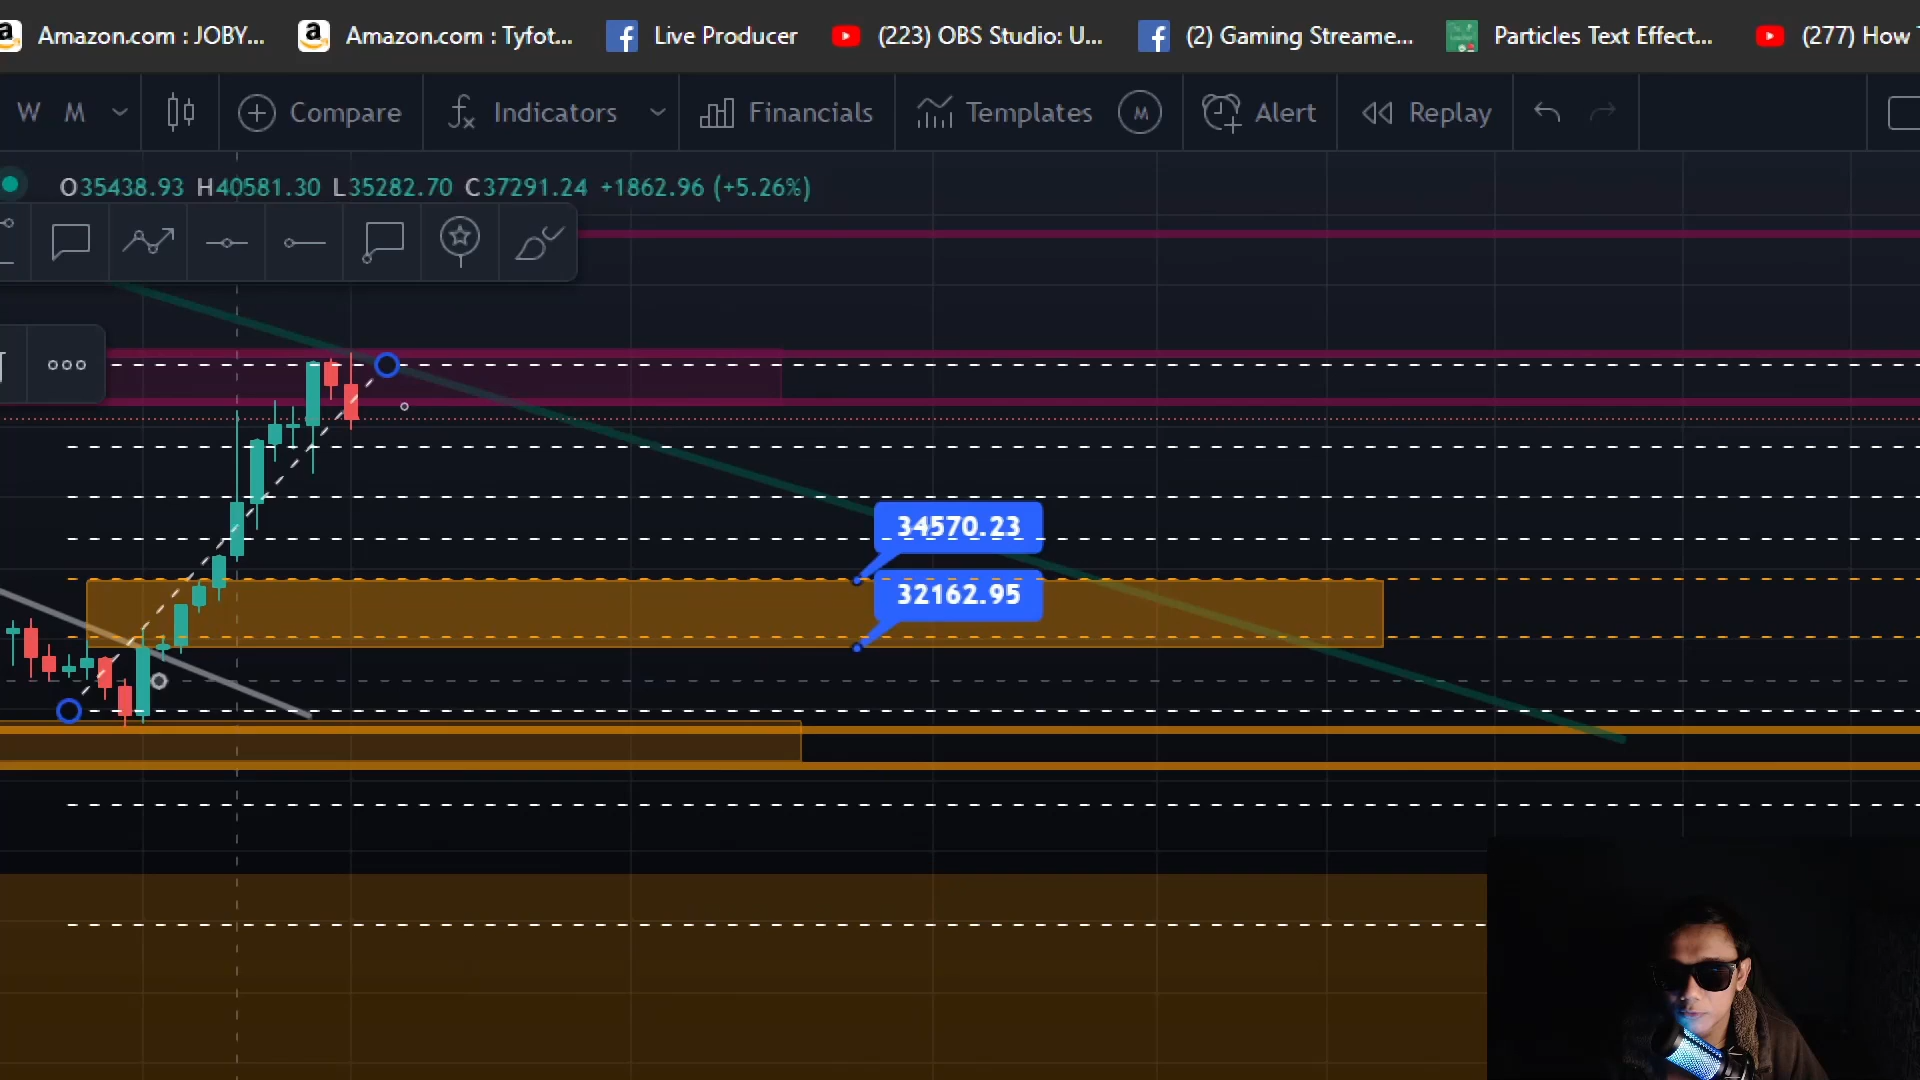 Amazon.com : JOBY... Amazon.com : Tyfot... Live Producer (223) OBS Studio: U... (2) Gaming Streame... Particles Text Effect... (277) How
W M Compare Indicators Financials Templates M Alert Replay
O35438.93 H40581.30 L35282.70 C37291.24 +1862.96 (+5.26%)
34570.23
32162.95